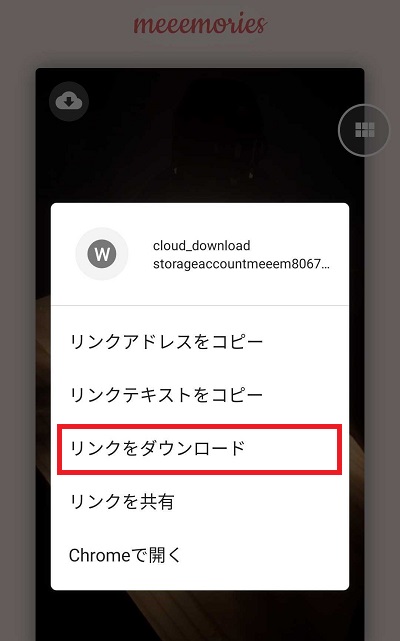 meeemories
W
cloud_download
storageaccountmeeem8067...
リンクアドレスをコピー
リンクテキストをコピー
リンクをダウンロード
リンクを共有
Chromeで開く